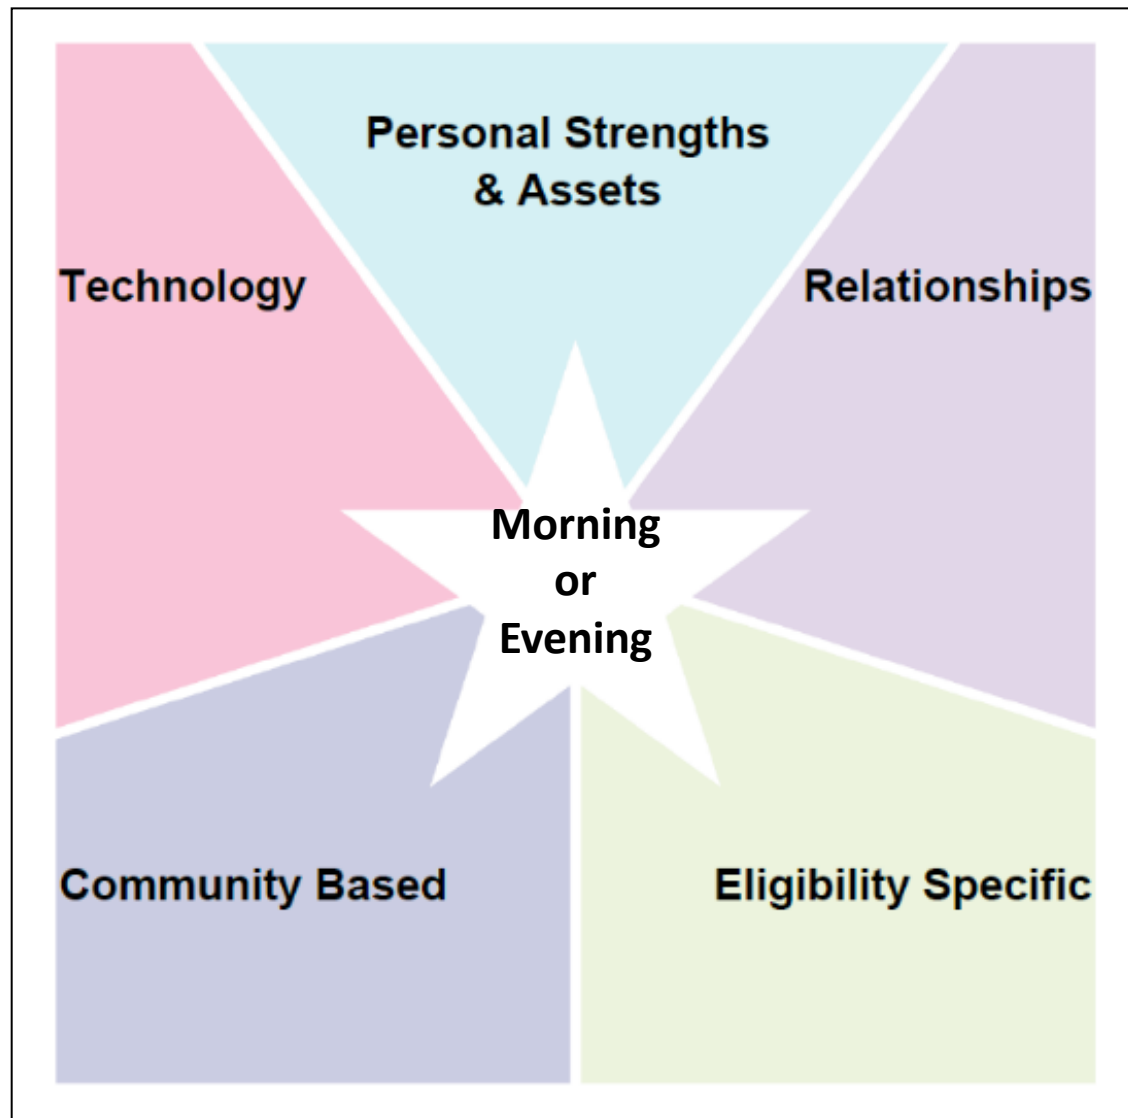 Personal Strengths
& Assets
Technology
Relationships
Morning
or
Evening
Community Based
Eligibility Specific